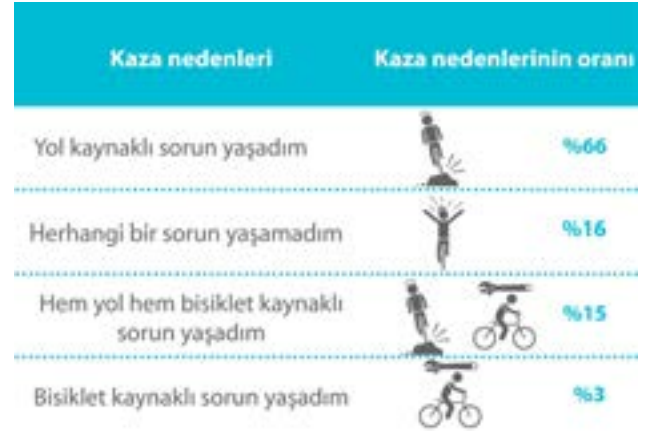 Kaza nedenleri Kaza nedenlerinin oranı
Yol kaynaklı sorun yaşadım %66
Herhangi bir sorun yaşamadım %16
Hem yol hem bisiklet kaynaklı
sorun yaşadım %15
Bisiklet kaynaklı sorun yaşadım %3